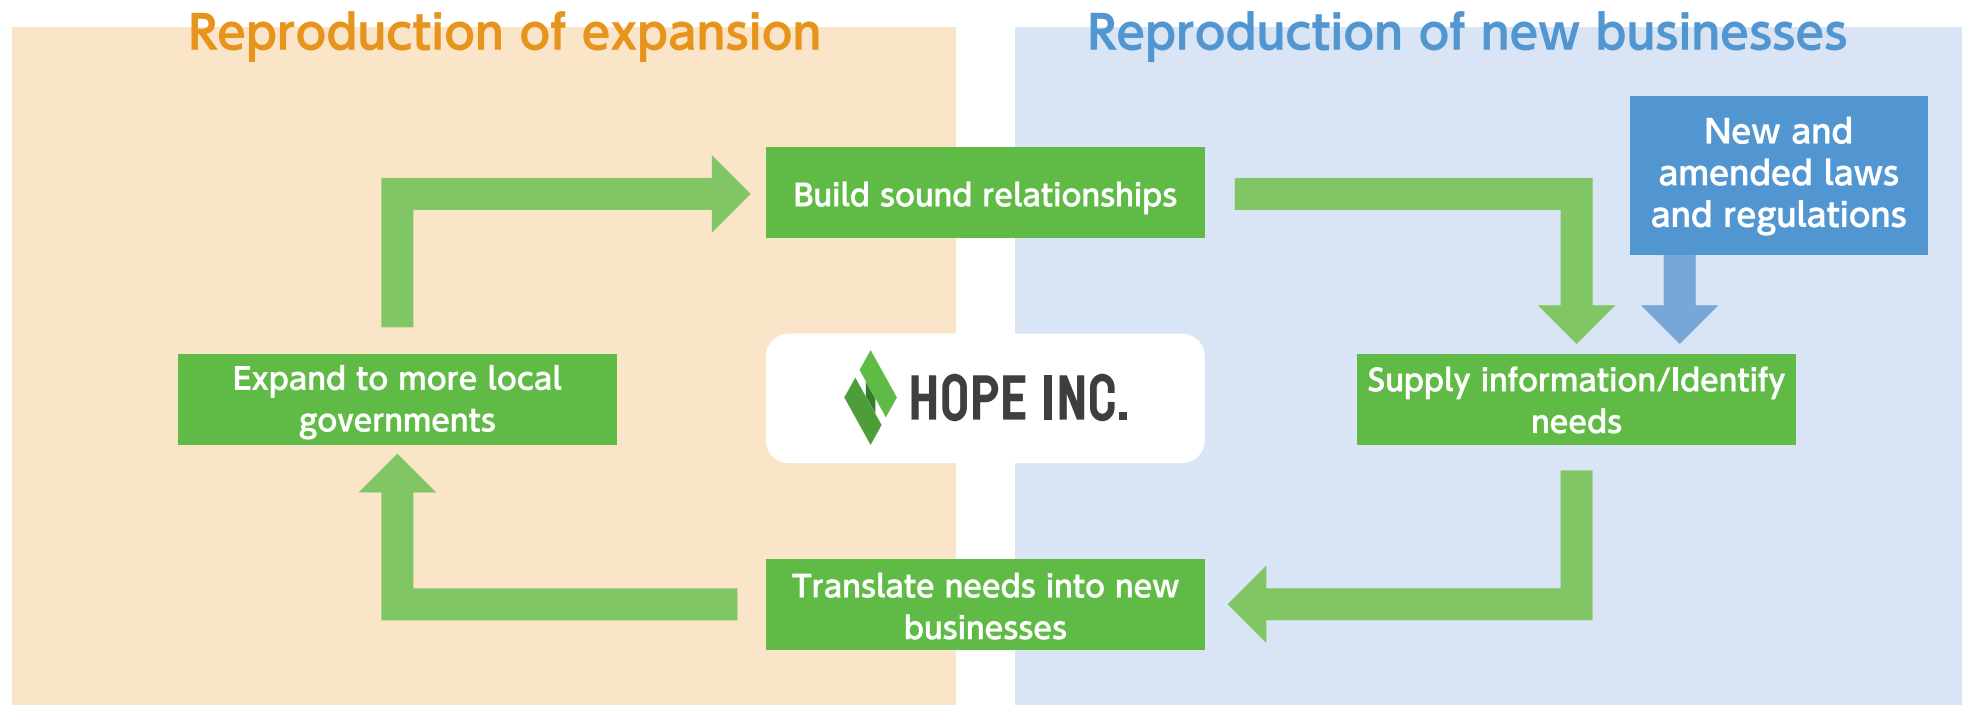 Reproduction of expansion
Reproduction of new businesses
New and
amended laws
and regulations
Build sound relationships
Expand to more local
governments
HOPE INC.
Supply information/Identify
needs
Translate needs into new
businesses